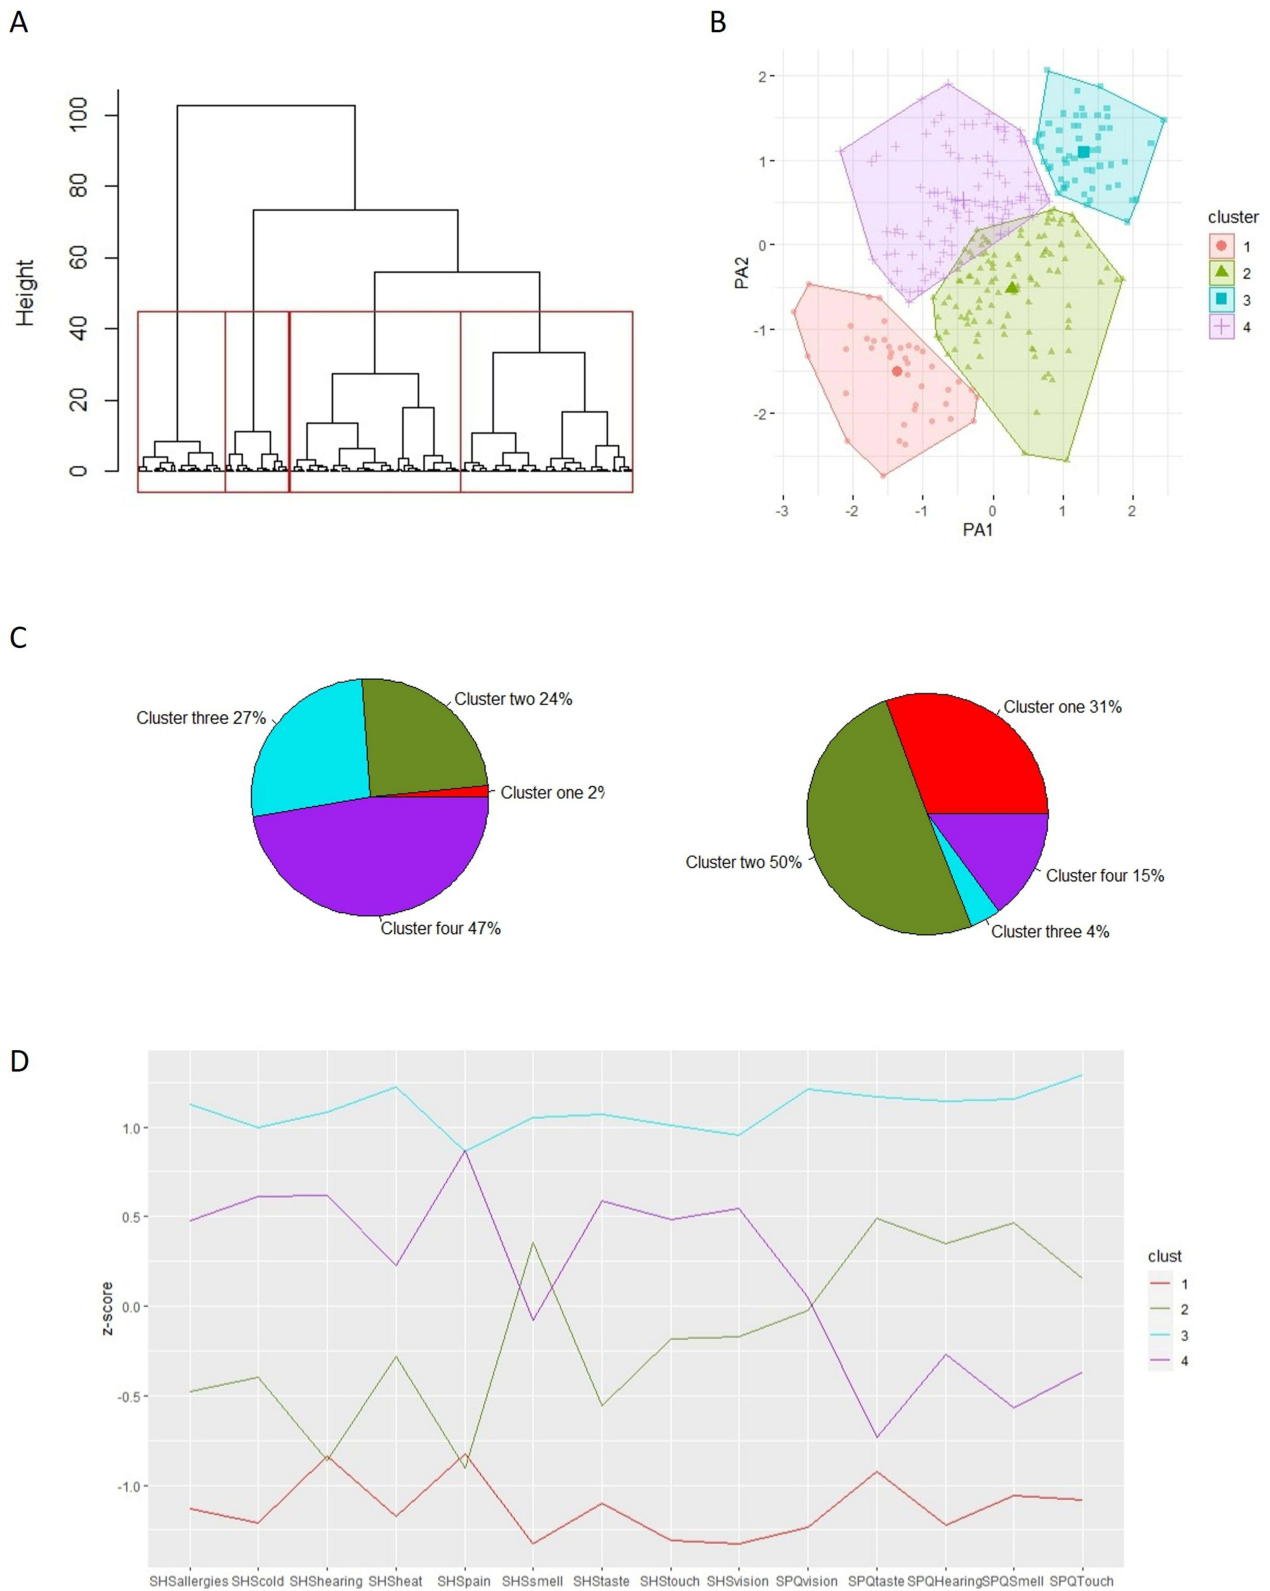 A
B
Height
0
20
40
60
80
100
PA2
2
1
0
-1
-2
-3
-2
-1
0
1
2
PA1
cluster
1
2
3
4
C
Cluster two 24%
Cluster three 27%
Cluster one 2%
Cluster four 47%
Cluster one 31%
Cluster two 50%
Cluster four 15%
Cluster three 4%
D
z-score
1.0
0.5
0.0
-0.5
-1.0
clust
1
2
3
4
SHSallergies SHScold SHShearing SHSheat SHSpain SHSsmell SHStaste SHStouch SHSvision SPQvision SPQtaste SPQHearing SPQSmell SPQTouch